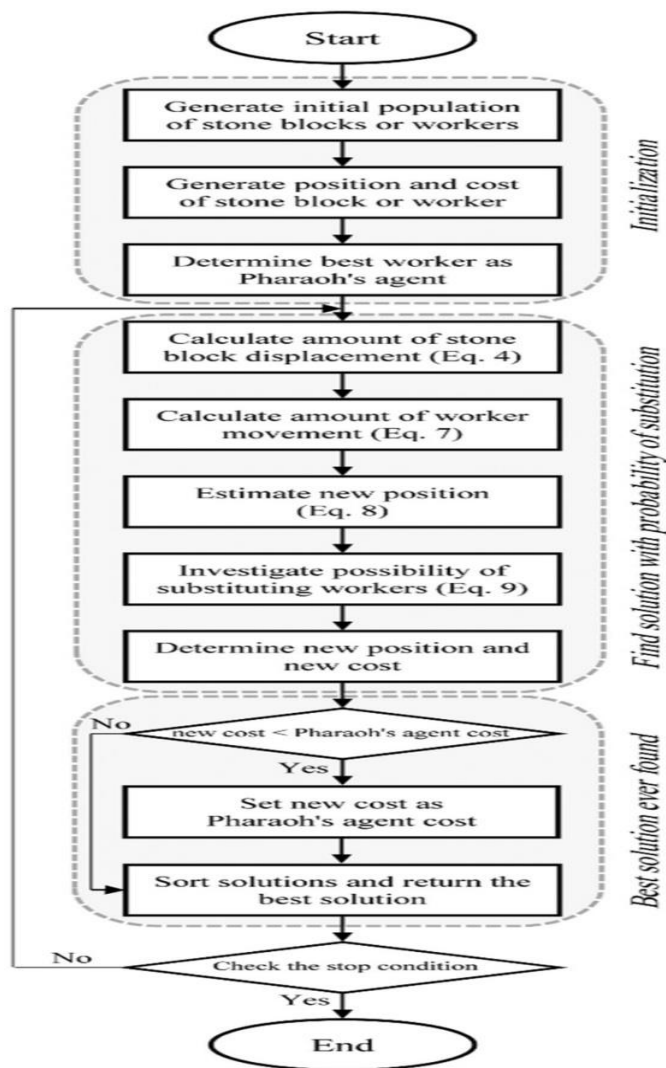 Start
Generate initial population
of stone blocks or workers
Generate position and cost
of stone block or worker
Determine best worker as
Pharaoh's agent
Initialization
Calculate amount of stone
block displacement (Eq. 4)
Calculate amount of worker
movement (Eq. 7)
Estimate new position
(Eq. 8)
Investigate possibility of
substituting workers (Eq. 9)
Determine new position and
new cost
Find solution with probability of substitution
No
new cost < Pharaoh's agent cost
Yes
Set new cost as
Pharaoh's agent cost
Sort solutions and return the
best solution
Best solution ever found
No
Check the stop condition
Yes
End